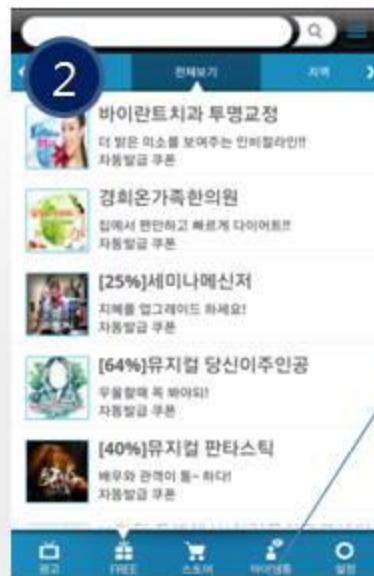 2
전체보기
지역
바이란트치과 투명교정
더 밝은 미소를 보여주는 인비절라인!!
자동발급 쿠폰
경희온가족한의원
집에서 편안하고 빠르게 다이어트!!
자동발급 쿠폰
[25%]세미나메신저
지혜를 업그레이드 하세요!
자동발급 쿠폰
[64%]뮤지컬 당신이주인공
우울할때 꼭 봐야되!
자동발급 쿠폰
[40%]뮤지컬 판타스틱
배우와 관객이 통~ 하다!
자동발급 쿠폰
광고
FREE
스토어
설정